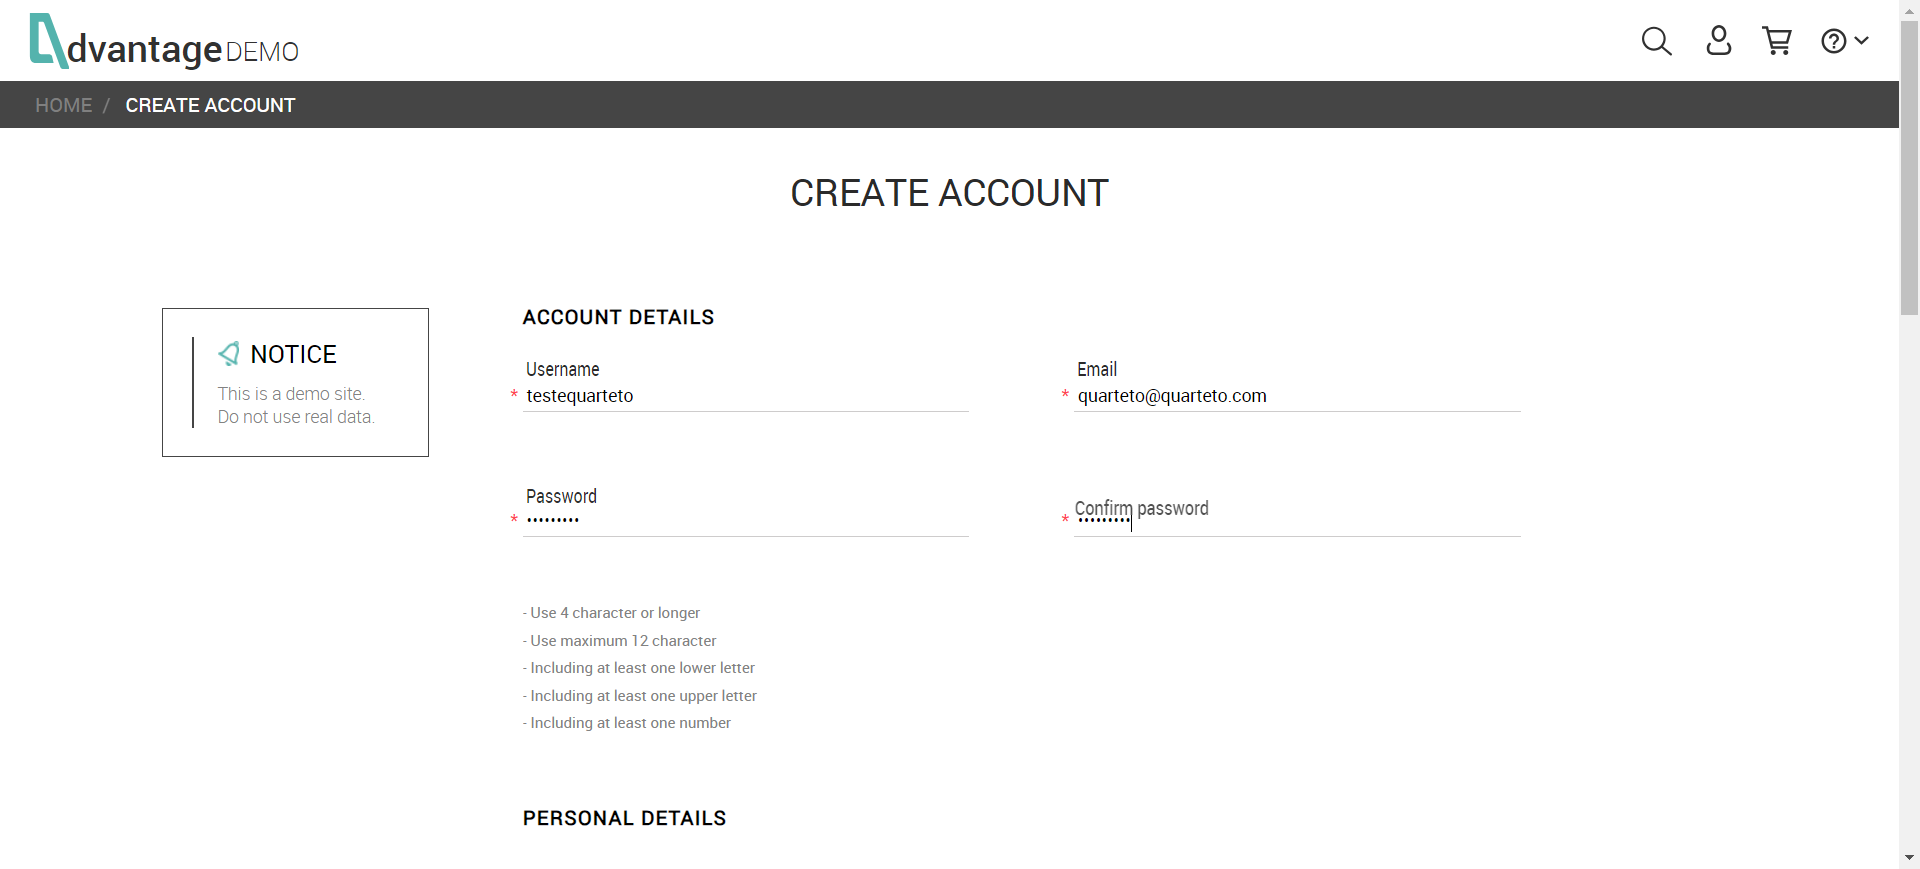 dvantage DEMO
HOME / CREATE ACCOUNT
CREATE ACCOUNT
NOTICE
This is a demo site.
Do not use real data.
ACCOUNT DETAILS
Username
* testequarteto
Email
* quarteto@quarteto.com
Password
* •••••••••
Confirm password
* •••••••••
- Use 4 character or longer
- Use maximum 12 character
- Including at least one lower letter
- Including at least one upper letter
- Including at least one number
PERSONAL DETAILS